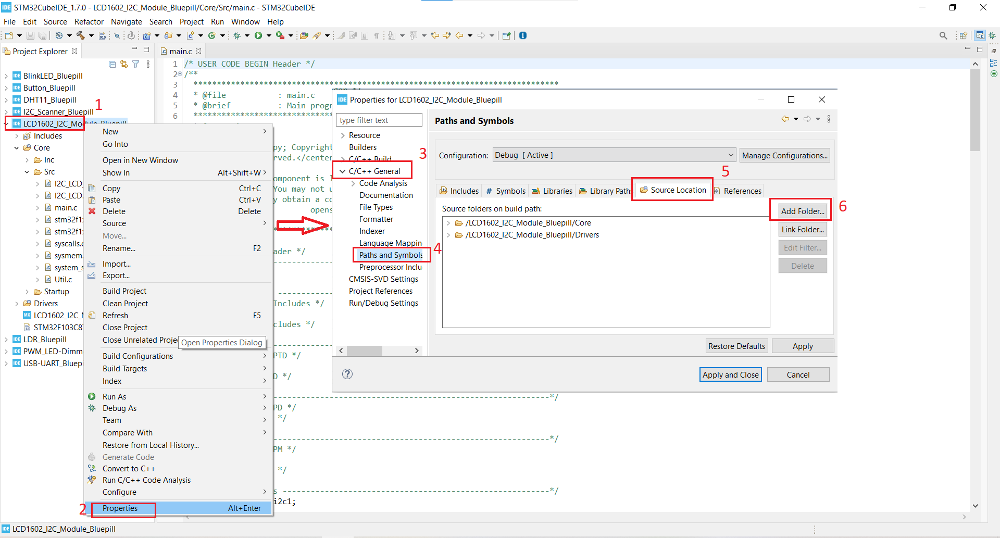 STM32CubeIDE_1.7.0 - LCD1602_I2C_Module_Bluepill/Core/Src/main.c - STM32CubeIDE
File Edit Source Refactor Navigate Search Project Run Window Help
Project Explorer
BlinkLED_Bluepill
Button_Bluepill
DHT11_Bluepill
1
I2C_Scanner_Bluepill
LCD1602_I2C_Module_Bluepill
Includes
Core
Inc
Src
I2C_LCD_
I2C_LCD.
main.c
stm32f1
stm32f1
syscalls.c
sysmem.
system_s
Util.c
Startup
Drivers
LCD1602_I2C_
STM32F103C8
LDR_Bluepill
PWM_LED-Dimm
USB-UART_Bluepi
New
Go Into
Open in New Window
Show In Alt+Shift+W
Copy Ctrl+C
Paste Ctrl+V
Delete Delete
Source
Move...
Rename... F2
Import...
Export...
Build Project
Clean Project
Refresh F5
Close Project
Close Unrelated Proje
Open Properties Dialog
Build Configurations
Build Targets
Index
Run As
Debug As
Team
Compare With
Restore from Local History...
Generate Code
Convert to C++
Run C/C++ Code Analysis
Configure
2
Properties Alt+Enter
main.c
1 /* USER CODE BEGIN Header */
2 /**
3 ******************************************************************************
4 * @file : main.c
5 * @brief : Main prog
6
py; Copyright
rved.</center
omponent is l
You may not u
y obtain a co
opens
ader */
Includes */
cludes */
PTD */
D */
-*/
PD */
*/
-*/
PM */
*/
s ---------------------------------------------------------*/
i2c1;
Properties for LCD1602_I2C_Module_Bluepill
type filter text
Resource
Builders
C/C++ Build
3
C/C++ General
Code Analysis
Documentation
File Types
Formatter
Indexer
Language Mappin
Paths and Symbols
4
Preprocessor Inclu
CMSIS-SVD Settings
Project References
Run/Debug Settings
Paths and Symbols
Configuration: Debug [ Active ] Manage Configurations...
5
Includes # Symbols Libraries Library Paths Source Location References
Source folders on build path:
/LCD1602_I2C_Module_Bluepill/Core
/LCD1602_I2C_Module_Bluepill/Drivers
Add Folder...
6
Link Folder...
Edit Filter...
Delete
Restore Defaults Apply
Apply and Close Cancel
LCD1602_I2C_Module_Bluepill